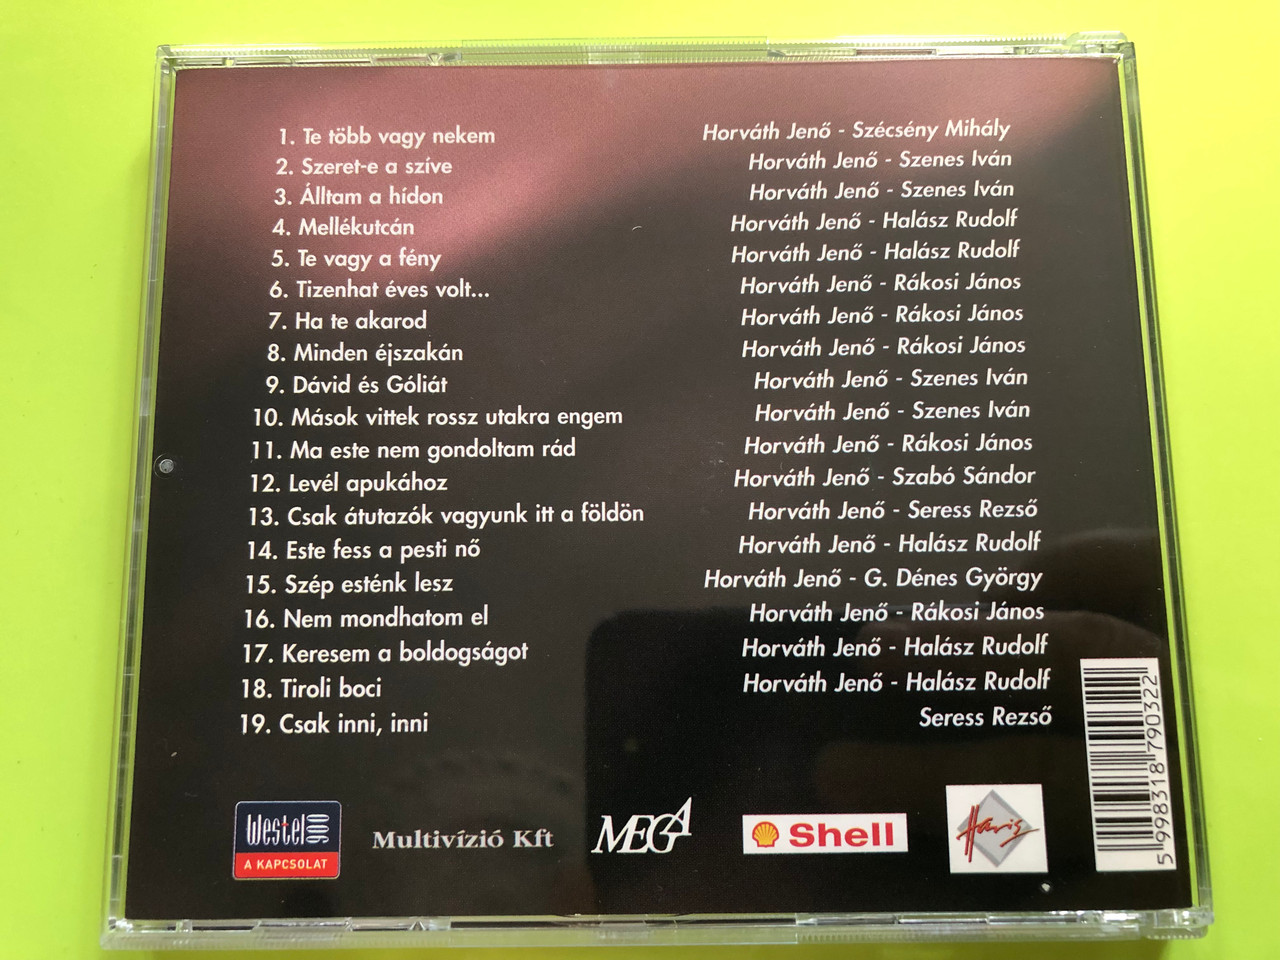 1. Te több vagy nekem Horváth Jenő - Szécsény Mihály
2. Szeret-e a szíve Horváth Jenő - Szenes Iván
3. Álltam a hídon Horváth Jenő - Szenes Iván
4. Mellékutcán Horváth Jenő - Halász Rudolf
5. Te vagy a fény Horváth Jenő - Halász Rudolf
6. Tizenhat éves volt... Horváth Jenő - Rákosi János
7. Ha te akarod Horváth Jenő - Rákosi János
8. Minden éjszakán Horváth Jenő - Rákosi János
9. Dávid és Góliát Horváth Jenő - Szenes Iván
10. Mások vittek rossz utakra engem Horváth Jenő - Szenes Iván
11. Ma este nem gondoltam rád Horváth Jenő - Rákosi János
12. Levél apukához Horváth Jenő - Szabó Sándor
13. Csak átutazók vagyunk itt a földön Horváth Jenő - Seress Rezső
14. Este fess a pesti nő Horváth Jenő - Halász Rudolf
15. Szép esténk lesz Horváth Jenő - G. Dénes György
16. Nem mondhatom el Horváth Jenő - Rákosi János
17. Keresem a boldogságot Horváth Jenő - Halász Rudolf
18. Tiroli boci Horváth Jenő - Halász Rudolf
19. Csak inni, inni Seress Rezső
Westel 900
A KAPCSOLAT
Multivízió Kft
MEGA
Shell
Haris
5 998318 790322